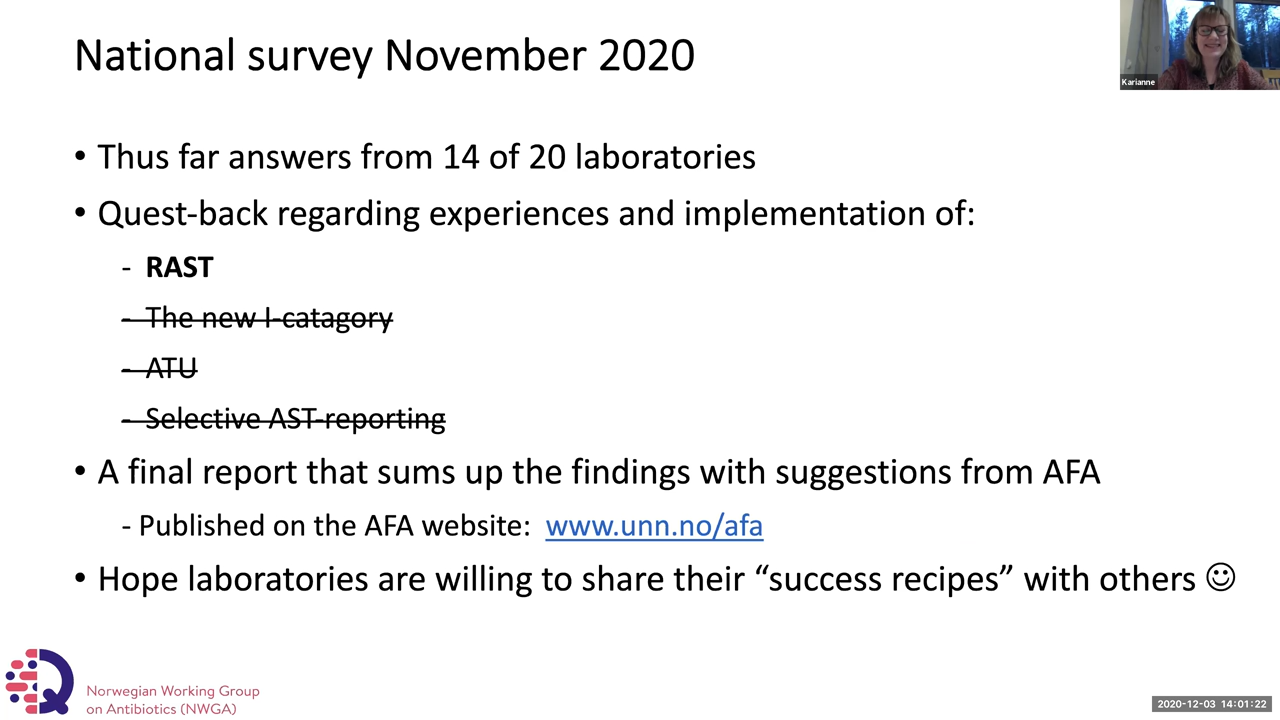 National survey November 2020
Karianne
• Thus far answers from 14 of 20 laboratories
• Quest-back regarding experiences and implementation of:
- RAST
- The new I-catagory
- ATU
- Selective AST-reporting
• A final report that sums up the findings with suggestions from AFA
- Published on the AFA website: www.unn.no/afa
• Hope laboratories are willing to share their “success recipes” with others ☺
Norwegian Working Group
on Antibiotics (NWGA)
2020-12-03 14:01:22